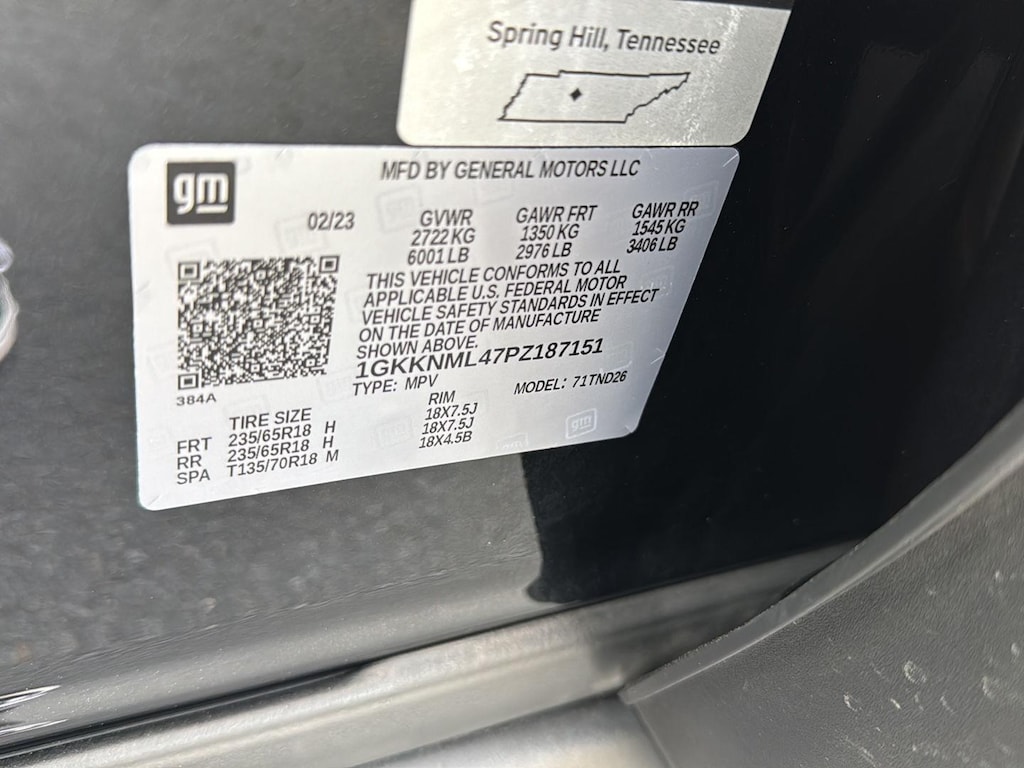 Spring Hill, Tennessee
gm
MFD BY GENERAL MOTORS LLC
02/23
GVWR GAWR FRT GAWR RR
2722 KG 1350 KG 1545 KG
6001 LB 2976 LB 3406 LB
THIS VEHICLE CONFORMS TO ALL
APPLICABLE U.S. FEDERAL MOTOR
VEHICLE SAFETY STANDARDS IN EFFECT
ON THE DATE OF MANUFACTURE
SHOWN ABOVE.
1GKKNML47PZ187151
TYPE: MPV MODEL: 71TND26
384A
TIRE SIZE RIM
FRT 235/65R18 H 18X7.5J
RR 235/65R18 H 18X7.5J
SPA T135/70R18 M 18X4.5B
gm
gm